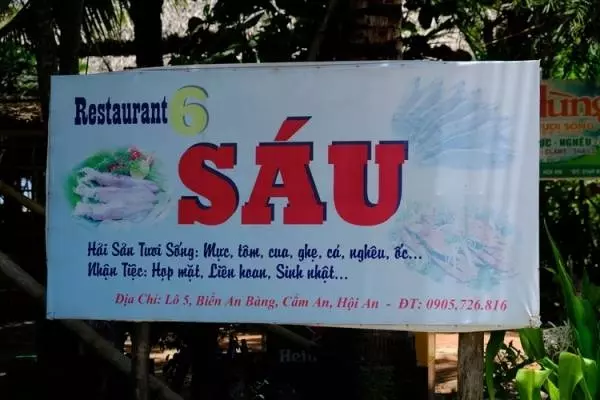 Restaurant 6
SÁU
Hải Sản Tươi Sống: Mực, tôm, cua, ghẹ, cá, nghêu, ốc...
Nhận Tiệc: Họp mặt, Liên hoan, Sinh nhật...
Địa Chỉ: Lô 5, Biển An Bàng, Cẩm An, Hội An - ĐT: 0905.726.816